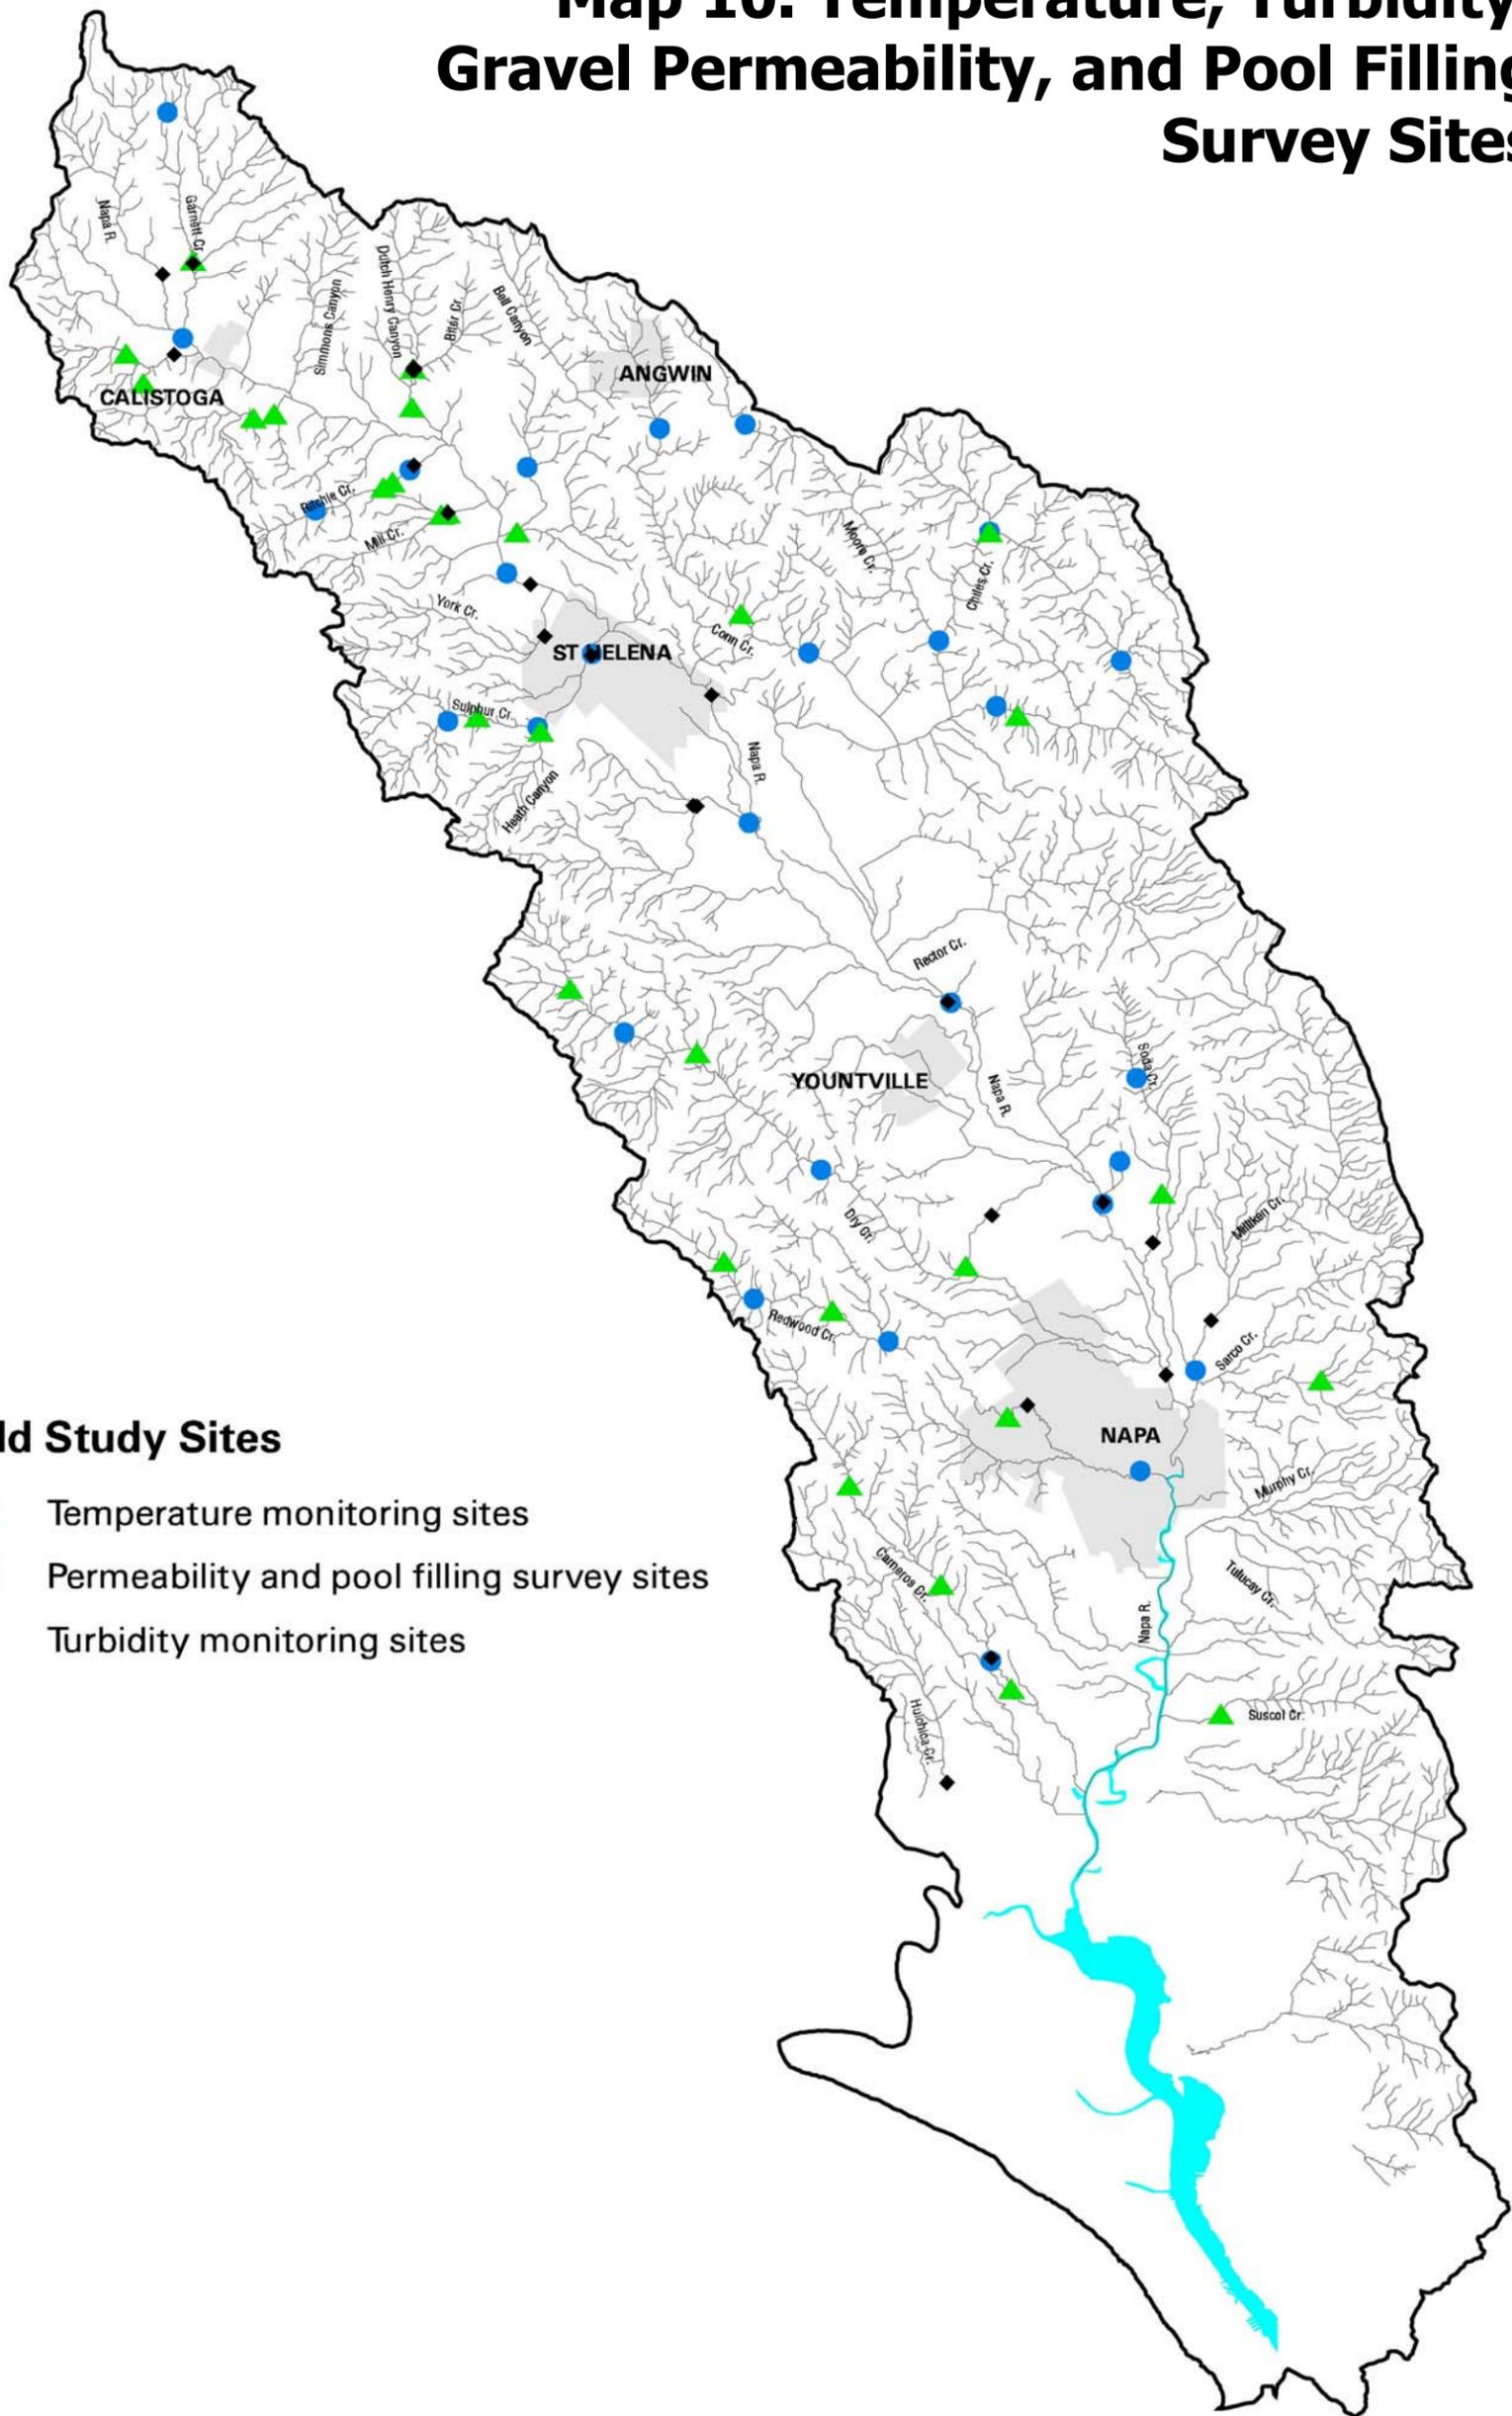 Map 10. Temperature, Turbidity
Gravel Permeability, and Pool Filling
Survey Sites
Napa R.
Garnett Cr.
Simmons Canyon
Dutch Henry Canyon
Biter Cr.
Bell Canyon
ANGWIN
CALISTOGA
Ritchie Cr.
Mill Cr.
Moore Cr.
Chiles Cr.
York Cr.
Conn Cr.
ST HELENA
Sulphur Cr.
Napa R.
Heath Canyon
Rector Cr.
Soda Cr.
YOUNTVILLE
Napa R.
Milliken Cr.
Dry Cr.
Redwood Cr.
Sarco Cr.
NAPA
Murphy Cr.
Carneros Cr.
Tulucay Cr.
Napa R.
Huichica Cr.
Suscol Cr.
ld Study Sites
Temperature monitoring sites
Permeability and pool filling survey sites
Turbidity monitoring sites